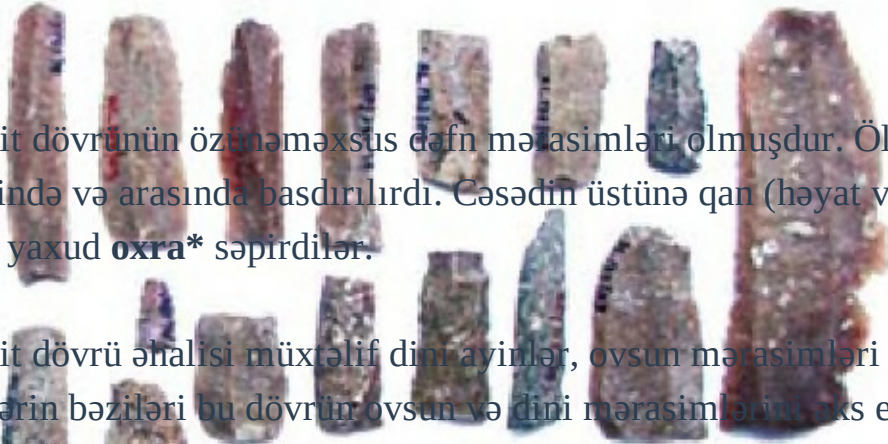 it dövrünün özünəməxsus dəfn mərasimləri olmuşdur. Öl
ində və arasında basdırılırdı. Cəsədin üstünə qan (həyat v
yaxud oxra* səpirdilər.
it dövrü əhalisi müxtəlif dini ayinlər, ovsun mərasimləri
ərin bəziləri bu dövrün ovsun və dini mərasimlərini əks e